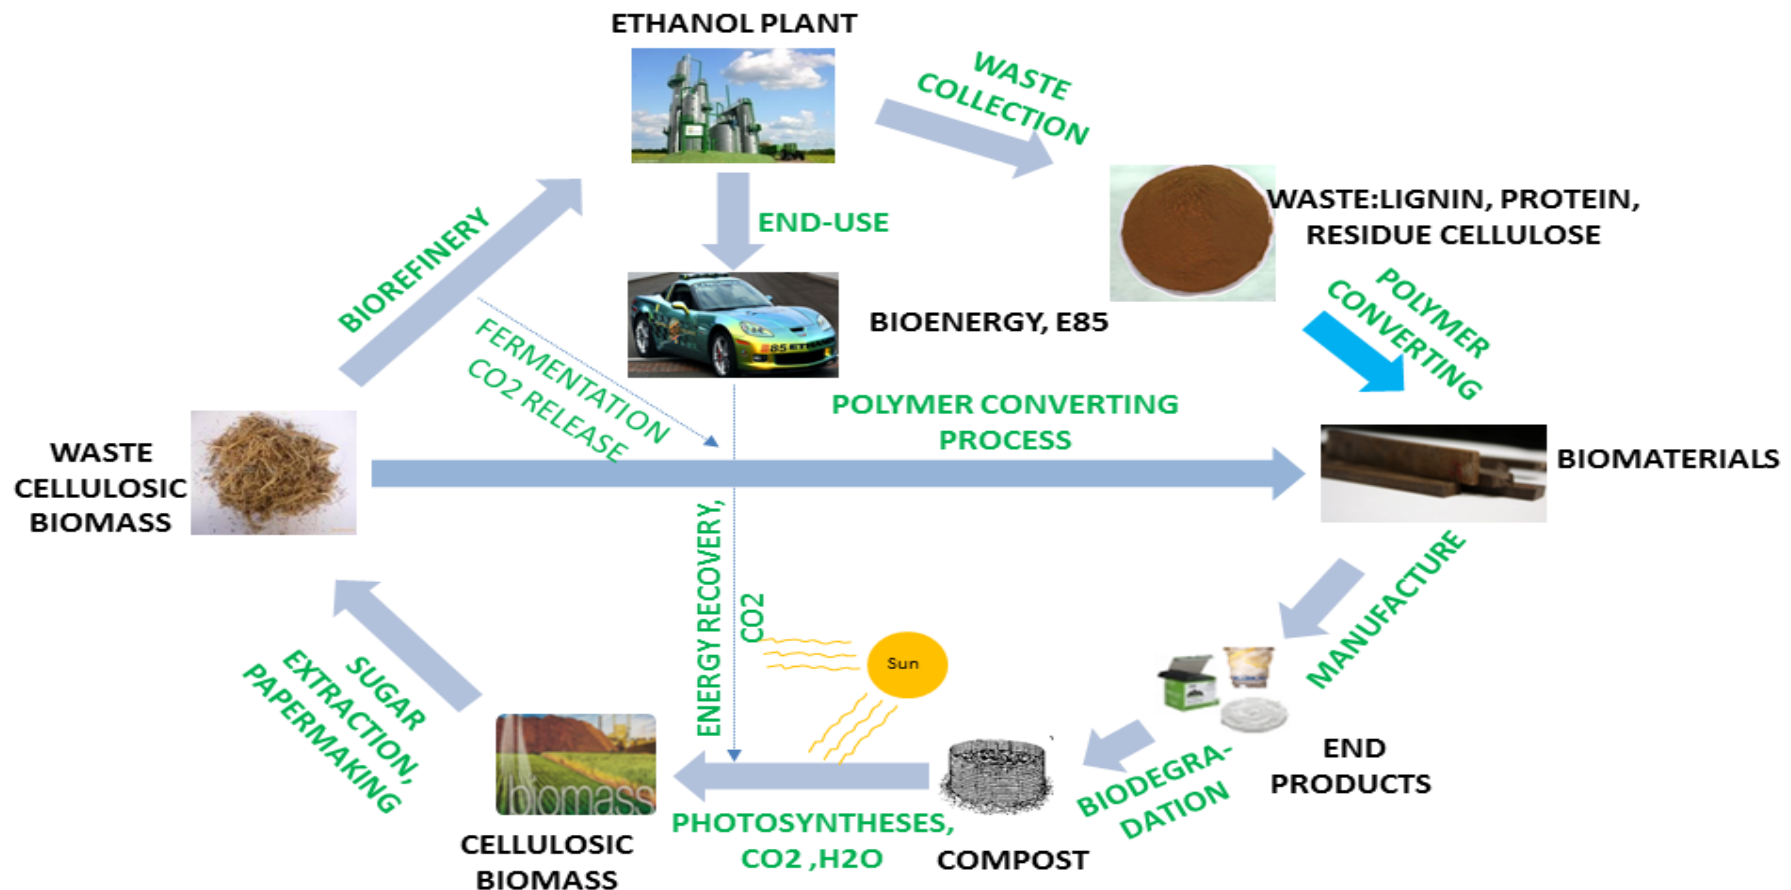 ETHANOL PLANT
WASTE
COLLECTION
WASTE:LIGNIN, PROTEIN,
RESIDUE CELLULOSE
END-USE
BIOREFINERY
POLYMER
CONVERTING
FERMENTATION
CO2 RELEASE
E85
BIOENERGY, E85
POLYMER CONVERTING
PROCESS
WASTE
CELLULOSIC
BIOMASS
BIOMATERIALS
ENERGY RECOVERY,
CO2
Sun
MANUFACTURE
SUGAR
EXTRACTION,
PAPERMAKING
biomass
END
PRODUCTS
BIODEGRA-
DATION
PHOTOSYNTHESES,
CO2 ,H2O
COMPOST
CELLULOSIC
BIOMASS